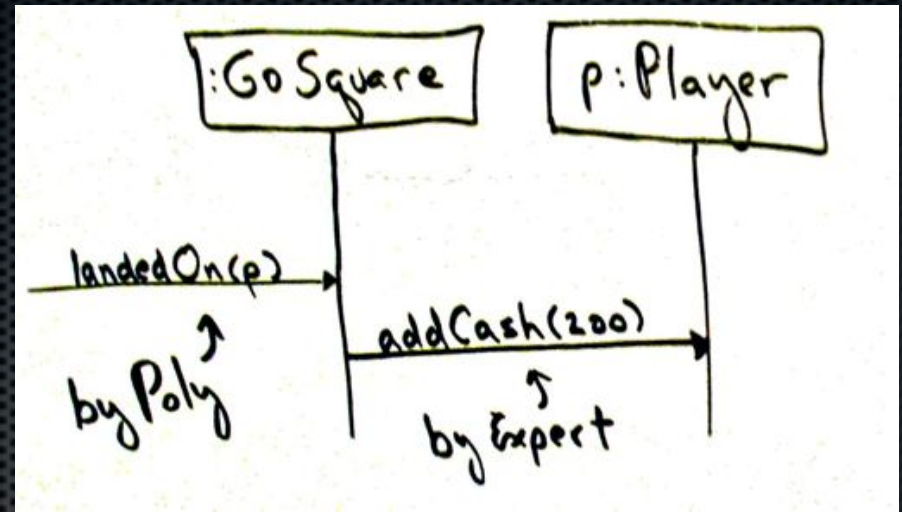 :GoSquare
p:Player
landedOn(p)
addCash(200)
by Poly
by Expert